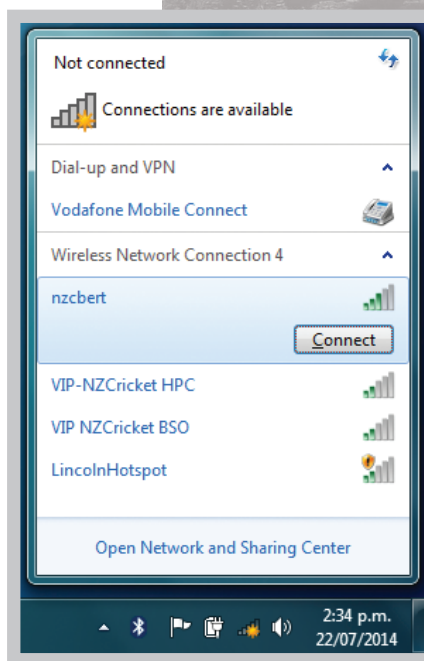 Not connected
Connections are available
Dial-up and VPN
Vodafone Mobile Connect
Wireless Network Connection 4
nzcbert
Connect
VIP-NZCricket HPC
VIP NZCricket BSO
LincolnHotspot
Open Network and Sharing Center
2:34 p.m.
22/07/2014